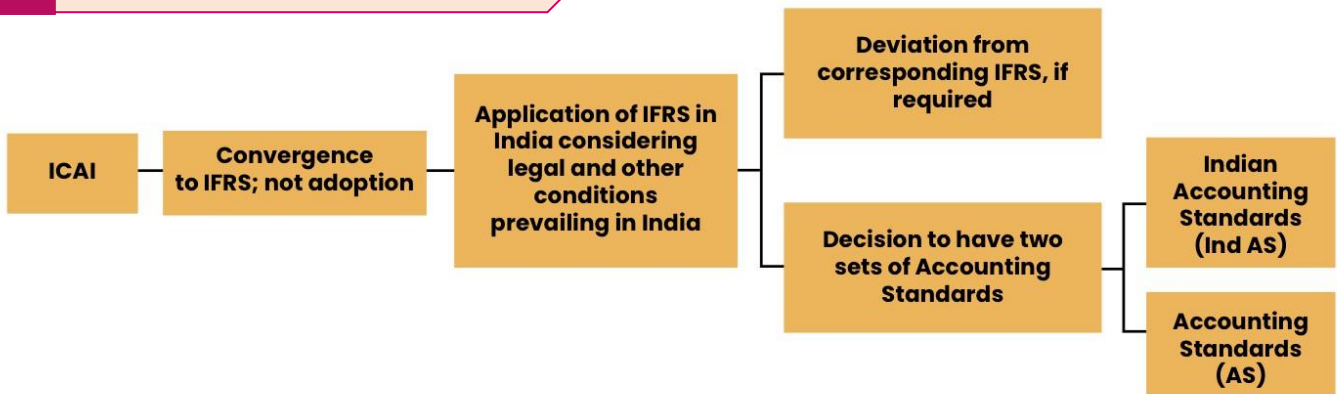 ICAI
Convergence
to IFRS; not adoption
Application of IFRS in
India considering
legal and other
conditions
prevailing in India
Deviation from
corresponding IFRS, if
required
Decision to have two
sets of Accounting
Standards
Indian
Accounting
Standards
(Ind AS)
Accounting
Standards
(AS)